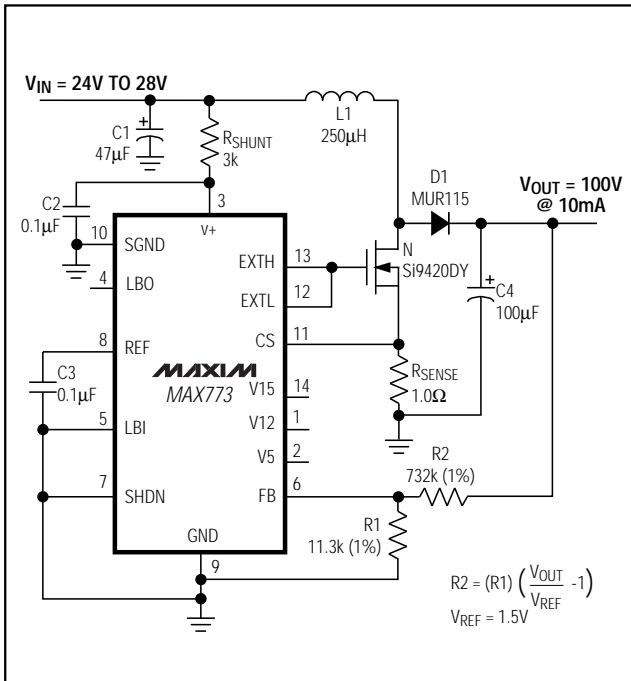 VIN = 24V TO 28V
L1
250μH
C1
47μF
RSHUNT
3k
D1
MUR115
VOUT = 100V
@ 10mA
C2
0.1μF
3
V+
10
SGND
EXTH
13
N
Si9420DY
4
LBO
EXTL
12
C4
100μF
CS
11
8
REF
MAXIM
MAX773
RSENSE
1.0Ω
C3
0.1μF
V15
14
5
LBI
V12
1
V5
2
R2
732k (1%)
7
SHDN
FB
6
R1
11.3k (1%)
GND
9
R2 = (R1) (VOUT/VREF -1)
VREF = 1.5V